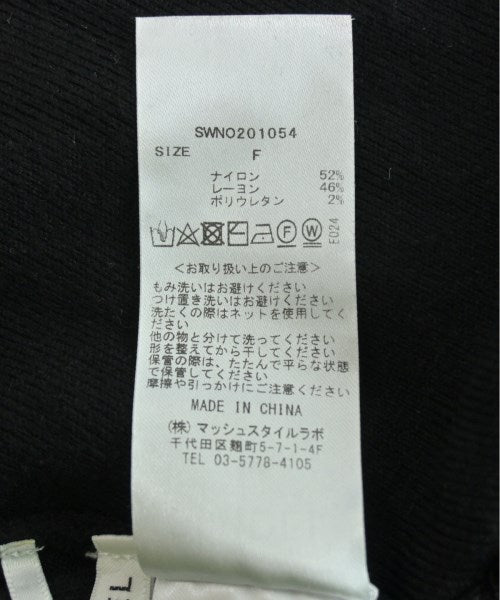 SWNO201054
SIZE F
ナイロン 52%
レーヨン 46%
ポリウレタン 2%
F W E024
<お取り扱い上のご注意>
もみ洗いはお避けください
つけ置き洗いはお避けください
洗たくの際はネットを使用してく
ださい
他の物と分けて洗ってください
形を整えてから干してください
保管の際は、たたんで平らな状態
で保管してください
摩擦や引っかけにご注意ください
MADE IN CHINA
(株)マッシュスタイルラボ
千代田区麹町5-7-1-4F
TEL 03-5778-4105